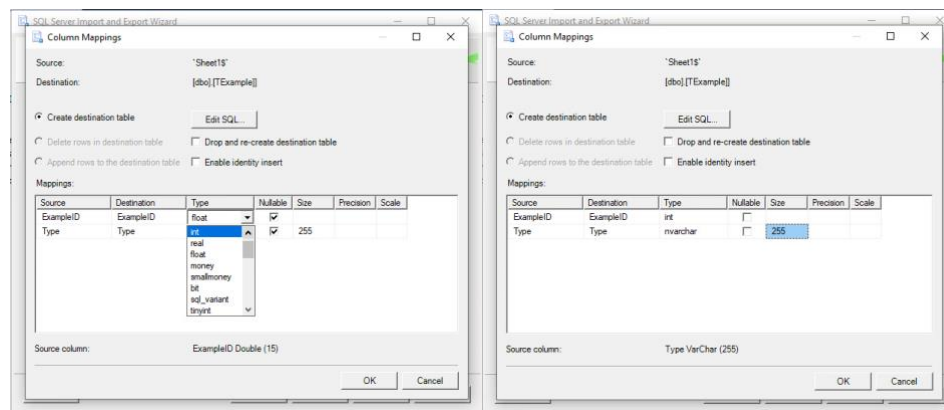 SQL Server Import and Export Wizard
Column Mappings
Source: `Sheet1$`
Destination: [dbo].[TExample]]
Create destination table Edit SQL...
Delete rows in destination table Drop and re-create destination table
Append rows to the destination table Enable identity insert
Mappings:
Source Destination Type Nullable Size Precision Scale
ExampleID ExampleID float
Type Type int 255
real
float
money
smallmoney
bit
sql_variant
tinyint
Source column: ExampleID Double (15)
OK Cancel
SQL Server Import and Export Wizard
Column Mappings
Source: `Sheet1$`
Destination: [dbo].[TExample]]
Create destination table Edit SQL...
Delete rows in destination table Drop and re-create destination table
Append rows to the destination table Enable identity insert
Mappings:
Source Destination Type Nullable Size Precision Scale
ExampleID ExampleID int
Type Type nvarchar 255
Source column: Type VarChar (255)
OK Cancel